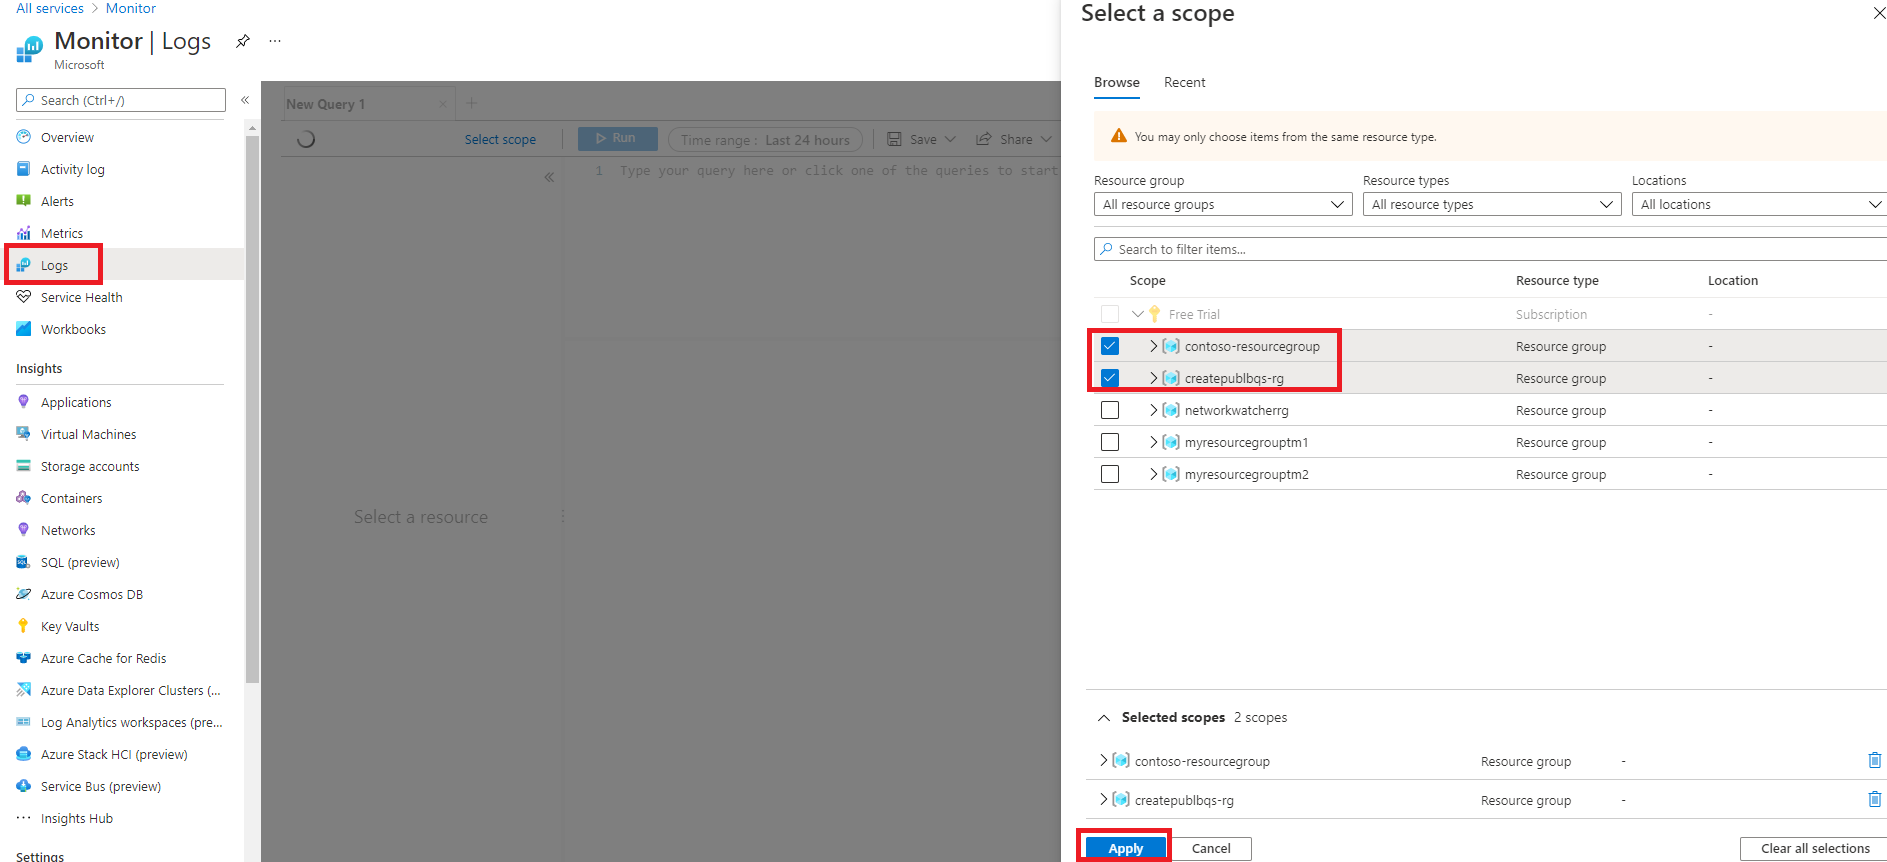 All services > Monitor
Monitor | Logs ...
Microsoft
Search (Ctrl+/) «
Overview
Activity log
Alerts
Metrics
Logs
Service Health
Workbooks
Insights
Applications
Virtual Machines
Storage accounts
Containers
Networks
SQL (preview)
Azure Cosmos DB
Key Vaults
Azure Cache for Redis
Azure Data Explorer Clusters (...
Log Analytics workspaces (pre...
Azure Stack HCI (preview)
Service Bus (preview)
Insights Hub
Settings
New Query 1 × +
Select scope Run Time range : Last 24 hours Save Share
« 1 Type your query here or click one of the queries to start
Select a resource
Select a scope
Browse Recent
You may only choose items from the same resource type.
Resource group Resource types Locations
All resource groups All resource types All locations
Search to filter items...
Scope Resource type Location
Free Trial Subscription -
contoso-resourcegroup Resource group -
createpublbqs-rg Resource group -
networkwatcherrg Resource group -
myresourcegrouptm1 Resource group -
myresourcegrouptm2 Resource group -
Selected scopes 2 scopes
contoso-resourcegroup Resource group -
createpublbqs-rg Resource group -
Apply Cancel Clear all selections